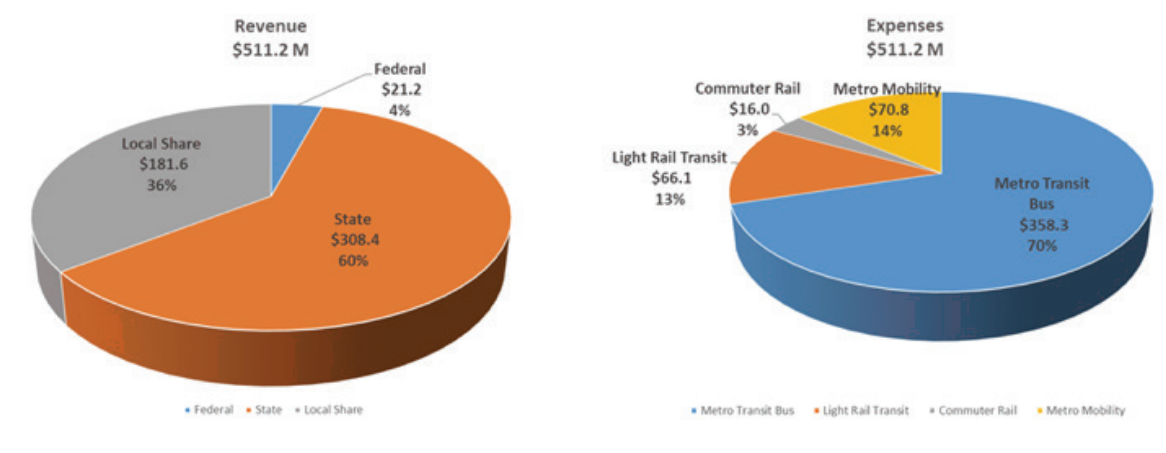 Revenue
$511.2 M
Federal
$21.2
4%
Local Share
$181.6
36%
State
$308.4
60%
Federal State Local Share
Expenses
$511.2 M
Commuter Rail
$16.0
3%
Metro Mobility
$70.8
14%
Light Rail Transit
$66.1
13%
Metro Transit
Bus
$358.3
70%
Metro Transit Bus Light Rail Transit Commuter Rail Metro Mobility